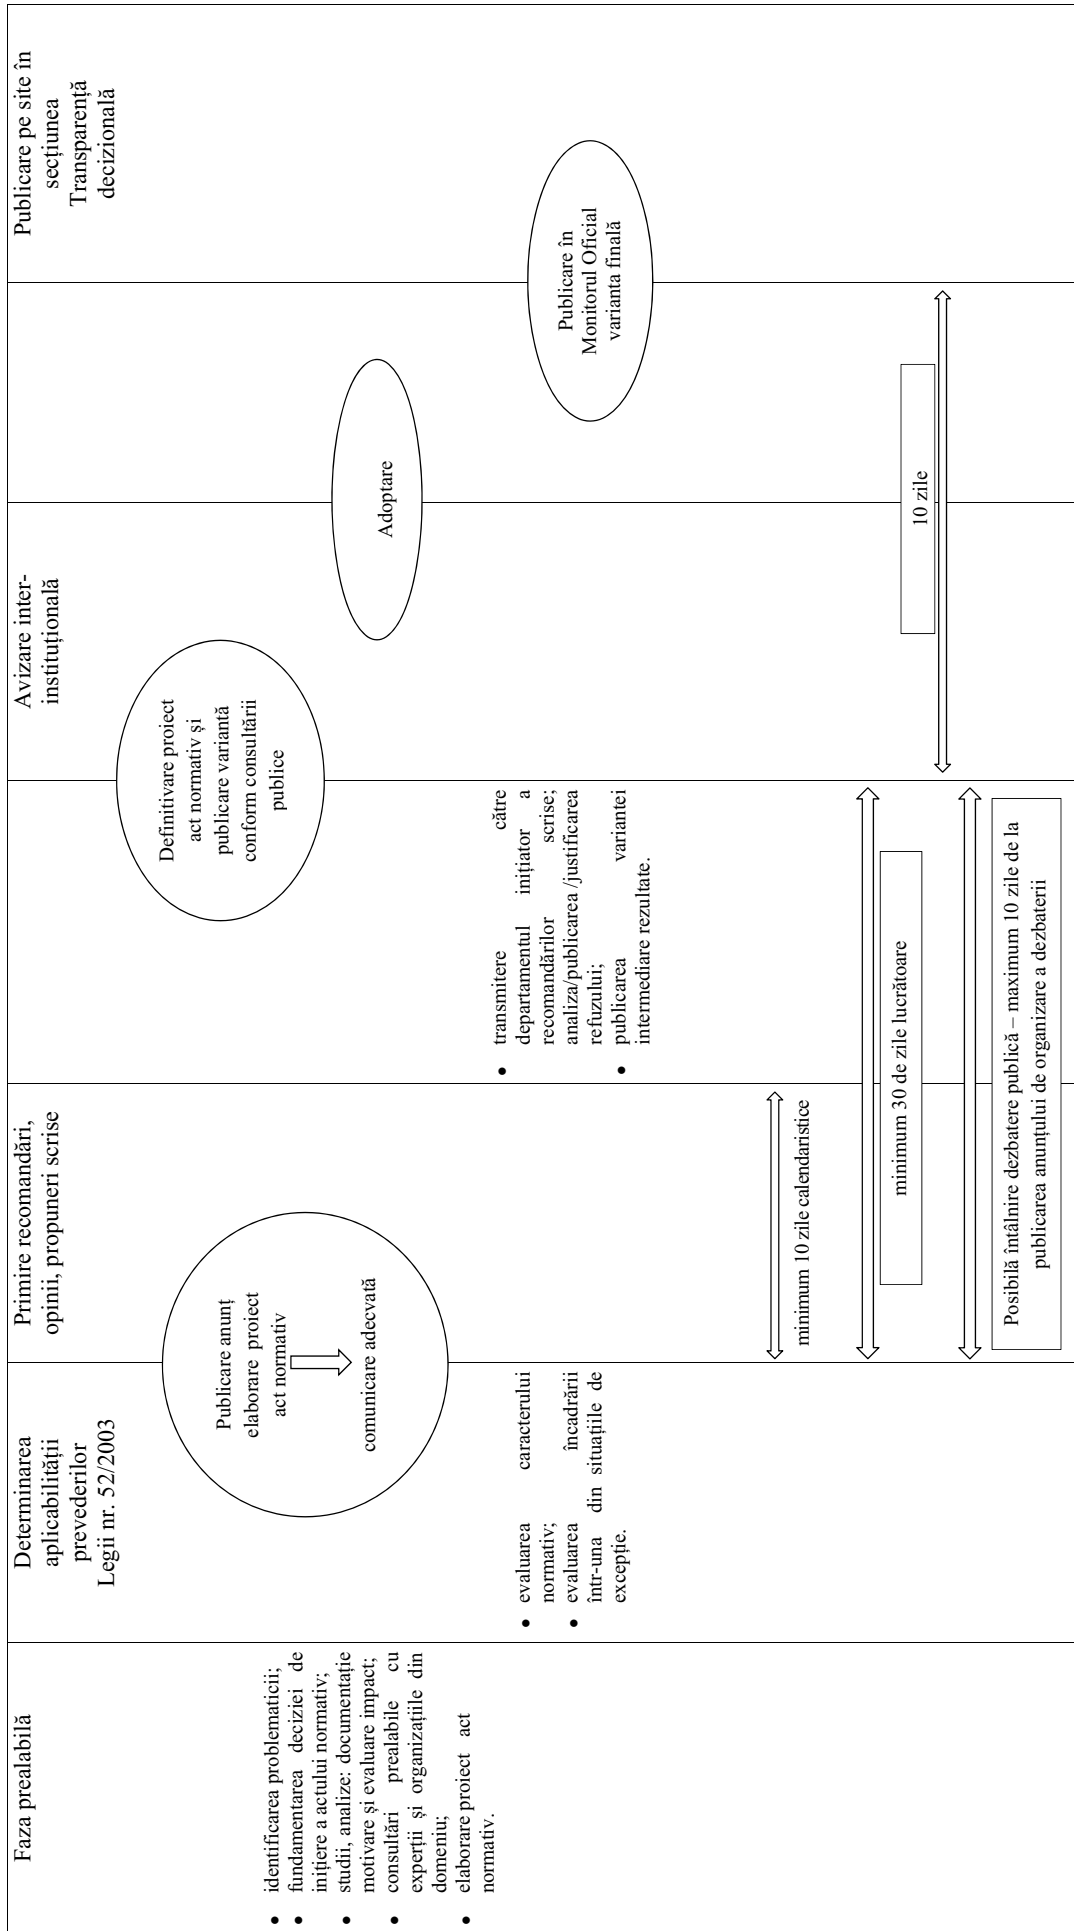 Faza prealabilă
• identificarea problematicii;
• fundamentarea deciziei de
inițiere a actului normativ;
• studii, analize: documentație
motivare și evaluare impact;
• consultări prealabile cu
experții și organizațiile din
domeniu;
• elaborare proiect act
normativ.
Determinarea
aplicabilității
prevederilor
Legii nr. 52/2003
• evaluarea caracterului
normativ;
• evaluarea încadrării
într-una din situațiile de
excepție.
Publicare anunț
elaborare proiect
act normativ
comunicare adecvată
Primire recomandări,
opinii, propuneri scrise
minimum 10 zile calendaristice
minimum 30 de zile lucrătoare
Posibilă întâlnire dezbatere publică – maximum 10 zile de la
publicarea anunțului de organizare a dezbaterii
• transmitere către
departamentul inițiator a
recomandărilor scrise;
analiza/publicarea /justificarea
refuzului;
• publicarea variantei
intermediare rezultate.
Definitivare proiect
act normativ și
publicare variantă
conform consultării
publice
Avizare inter-
instituțională
Adoptare
10 zile
Publicare în
Monitorul Oficial
varianta finală
Publicare pe site în
secțiunea
Transparență
decizională